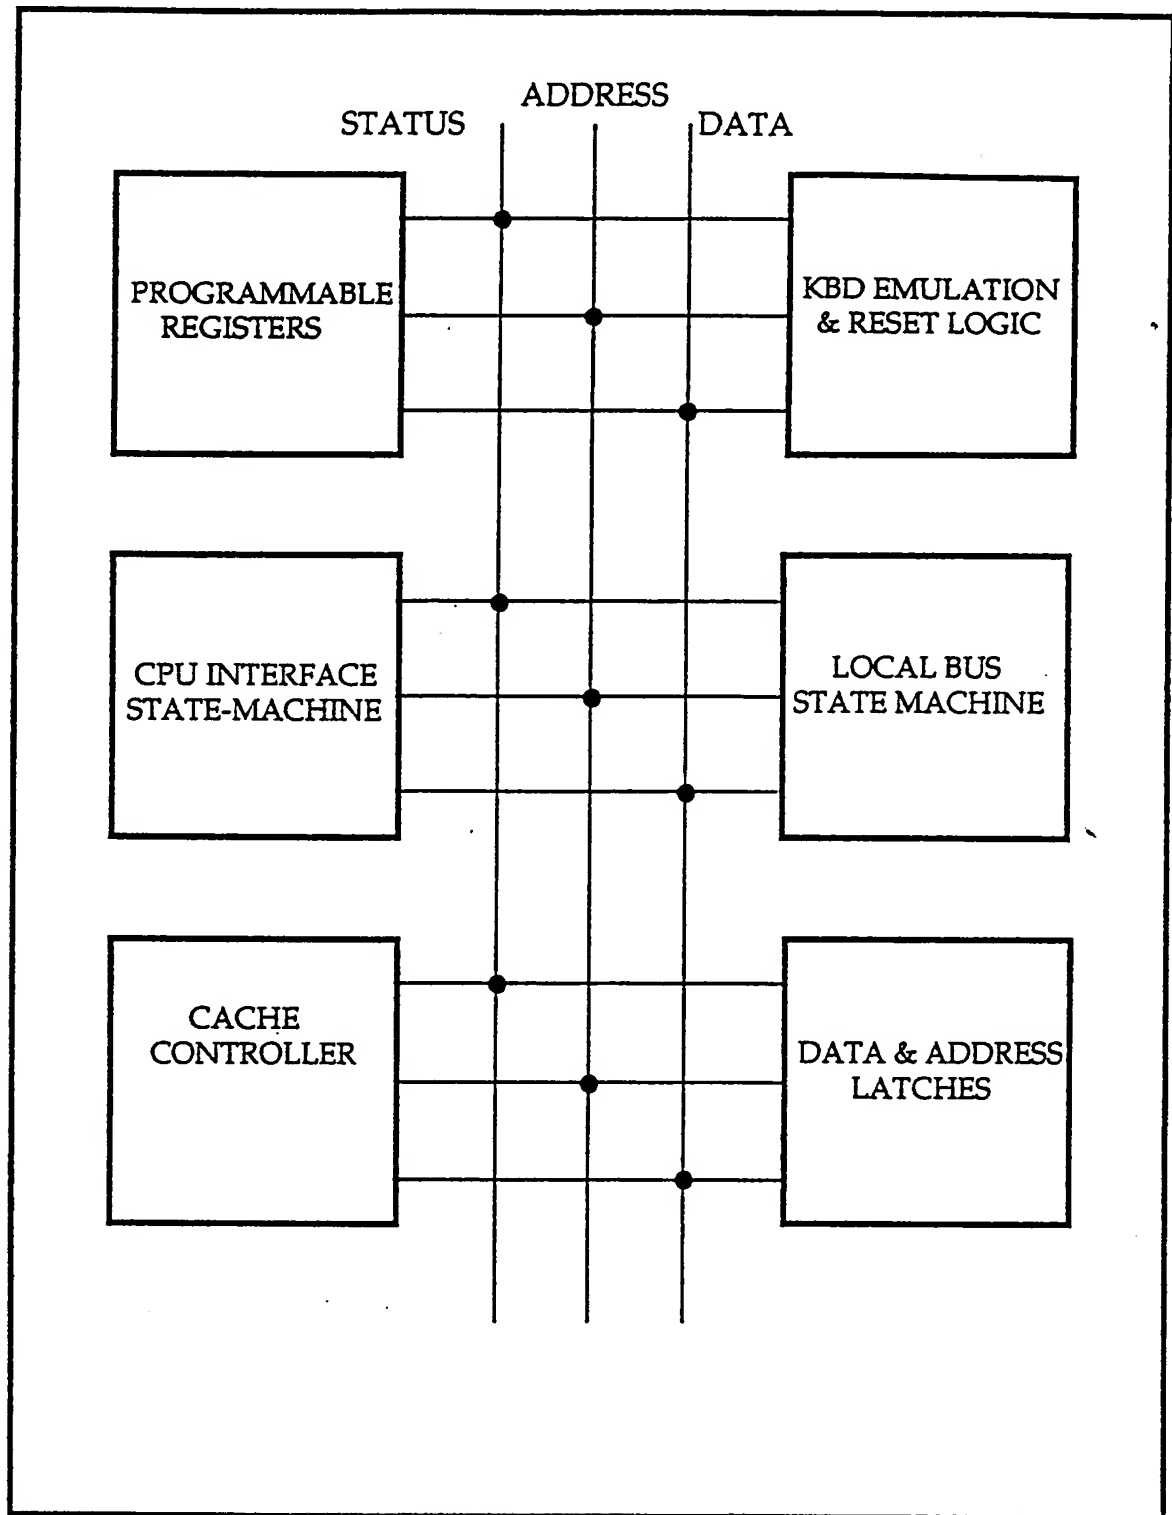 ADDRESS
STATUS
DATA
PROGRAMMABLE
REGISTERS
KBD EMULATION
& RESET LOGIC
CPU INTERFACE
STATE-MACHINE
LOCAL BUS
STATE MACHINE
CACHE
CONTROLLER
DATA & ADDRESS
LATCHES